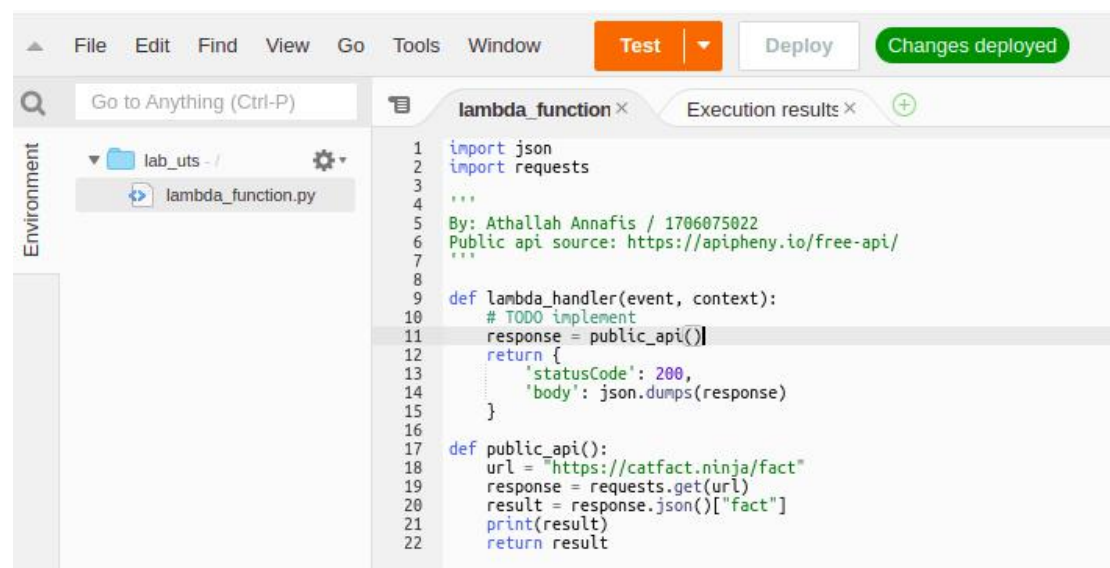 File Edit Find View Go Tools Window Test Deploy Changes deployed
Go to Anything (Ctrl-P)
lambda_function × Execution results ×
Environment
lab_uts - /
lambda_function.py
1 import json
2 import requests
3
4 '''
5 By: Athallah Annafis / 1706075022
6 Public api source: https://apipheny.io/free-api/
7 '''
8
9 def lambda_handler(event, context):
10     # TODO implement
11     response = public_api()
12     return {
13         'statusCode': 200,
14         'body': json.dumps(response)
15     }
16
17 def public_api():
18     url = "https://catfact.ninja/fact"
19     response = requests.get(url)
20     result = response.json()["fact"]
21     print(result)
22     return result